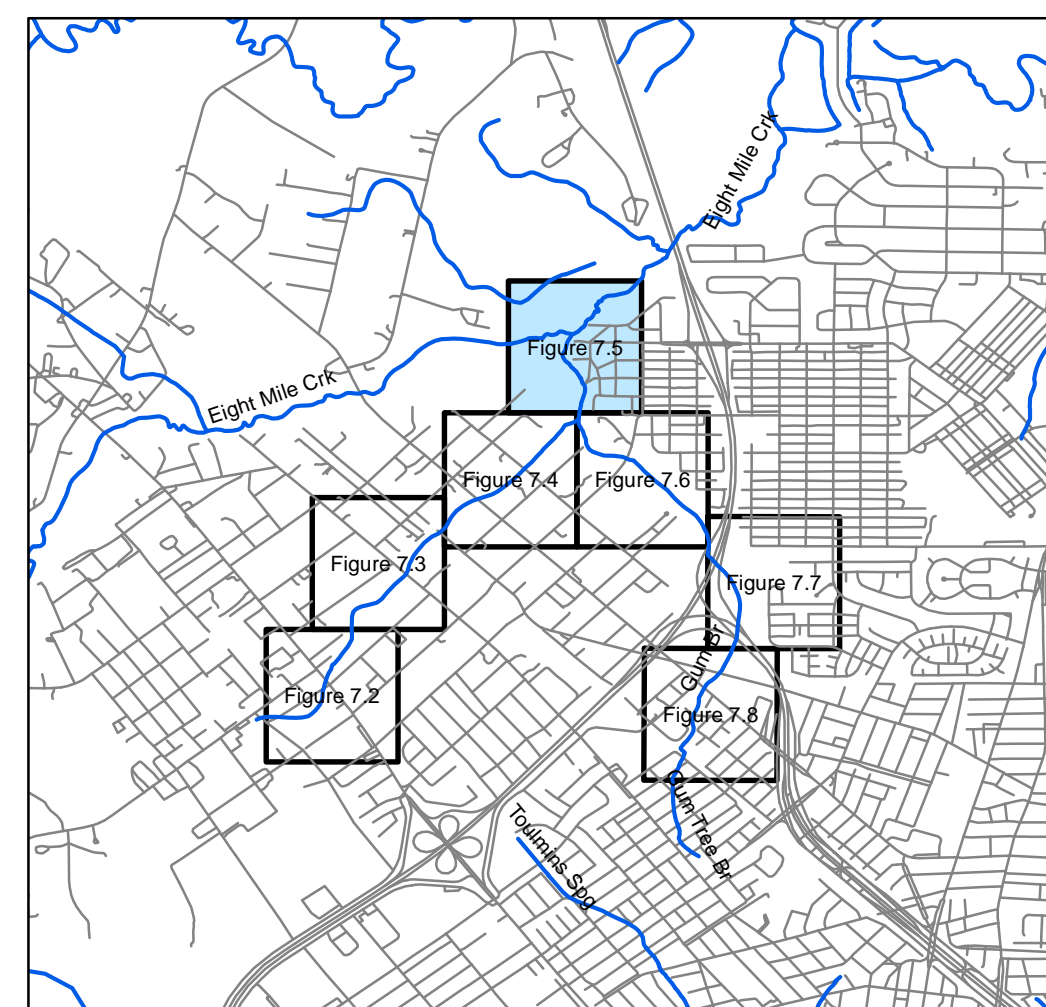 Eight Mile Crk
Figure 7.5
Eight Mile Crk
Figure 7.4
Figure 7.6
Figure 7.3
Figure 7.7
Gum Br
Figure 7.2
Figure 7.8
Gum Tree Br
Toulmins Spg